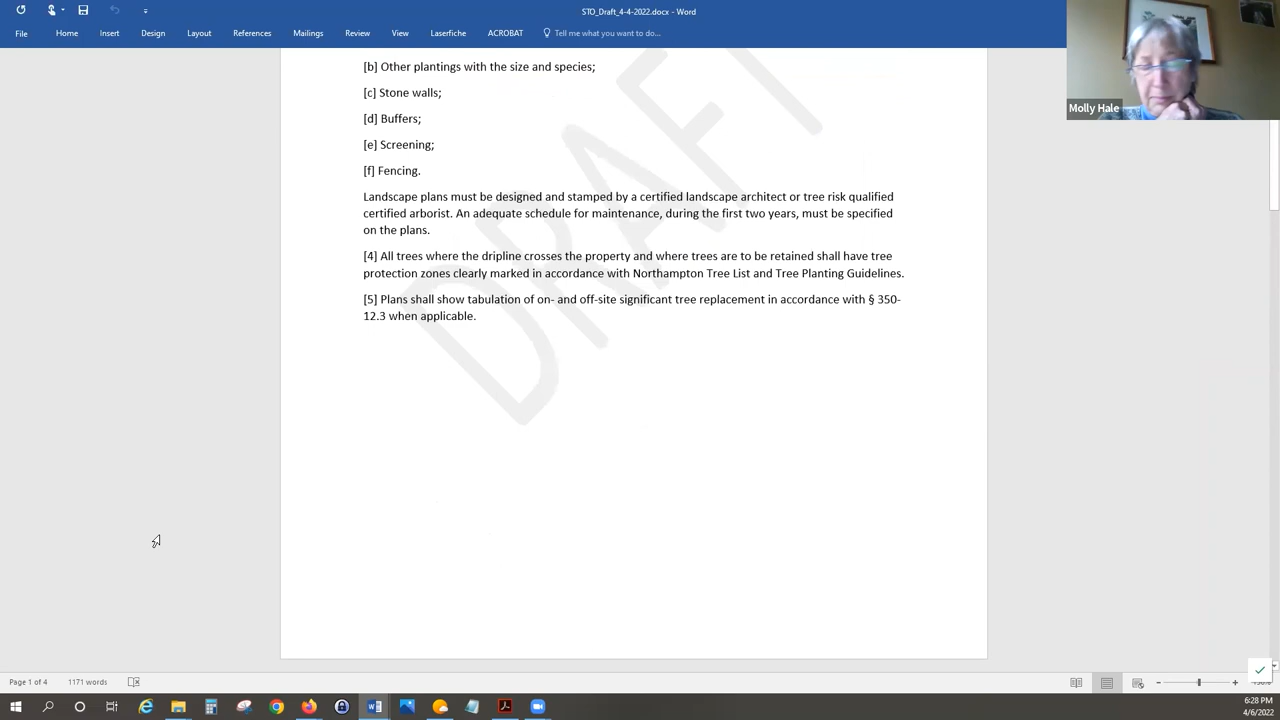 STO_Draft_4-4-2022.docx - Word
File Home Insert Design Layout References Mailings Review View Laserfiche ACROBAT Tell me what you want to do...
Molly Hale
[b] Other plantings with the size and species;
[c] Stone walls;
[d] Buffers;
[e] Screening;
[f] Fencing.
Landscape plans must be designed and stamped by a certified landscape architect or tree risk qualified
certified arborist. An adequate schedule for maintenance, during the first two years, must be specified
on the plans.
[4] All trees where the dripline crosses the property and where trees are to be retained shall have tree
protection zones clearly marked in accordance with Northampton Tree List and Tree Planting Guidelines.
[5] Plans shall show tabulation of on- and off-site significant tree replacement in accordance with § 350-
12.3 when applicable.
DRAFT
Page 1 of 4 1171 words
6:28 PM
4/6/2022